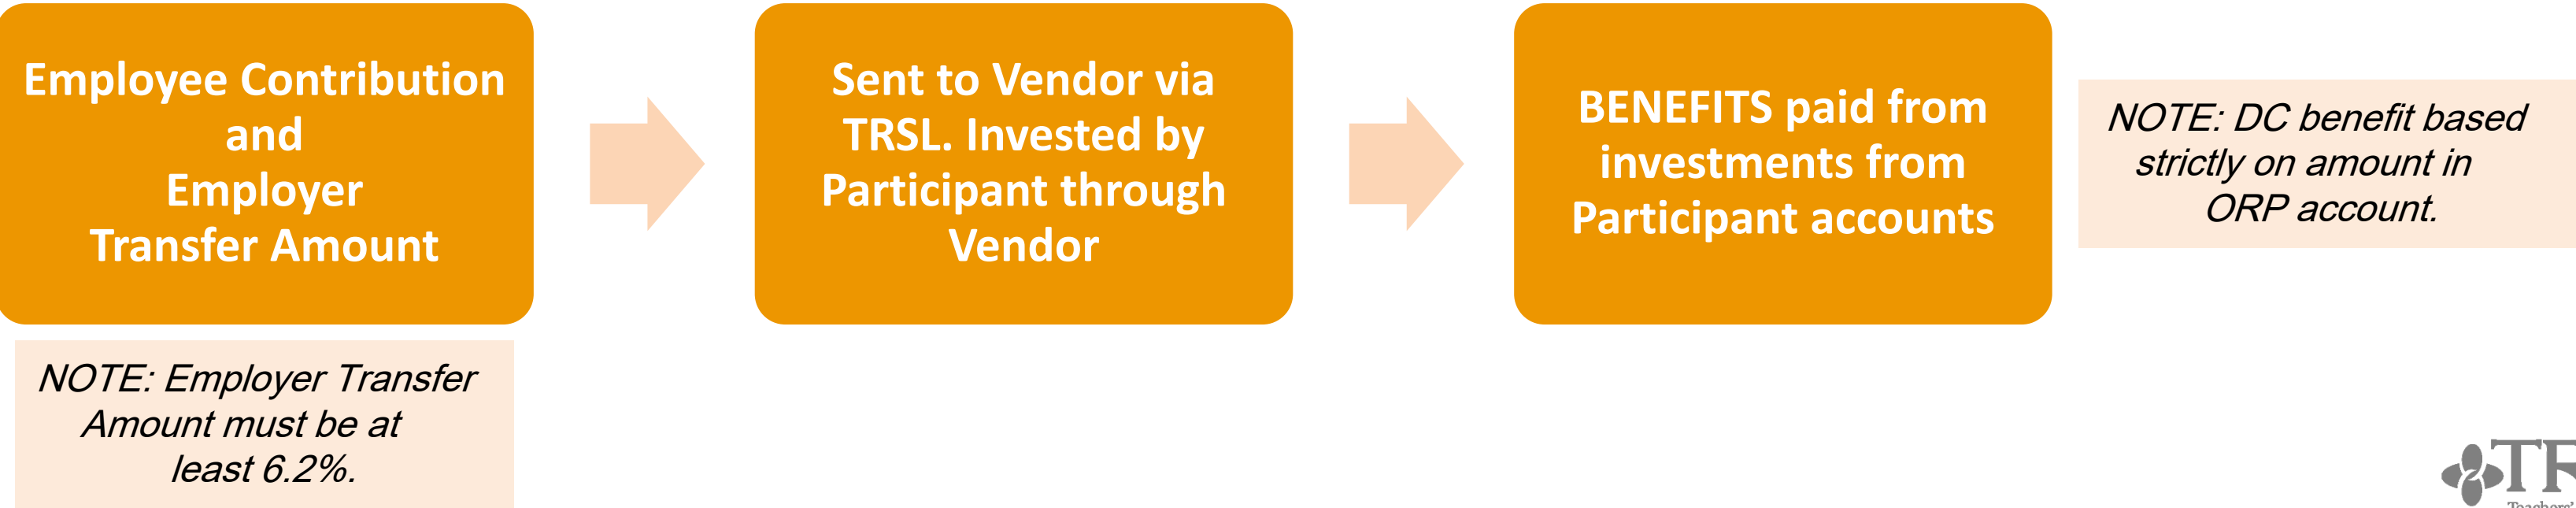 Employee Contribution
and
Employer
Transfer Amount
NOTE: Employer Transfer
Amount must be at
least 6.2%.
Sent to Vendor via
TRSL. Invested by
Participant through
Vendor
BENEFITS paid from
investments from
Participant accounts
NOTE: DC benefit based
strictly on amount in
ORP account.
Teachers'